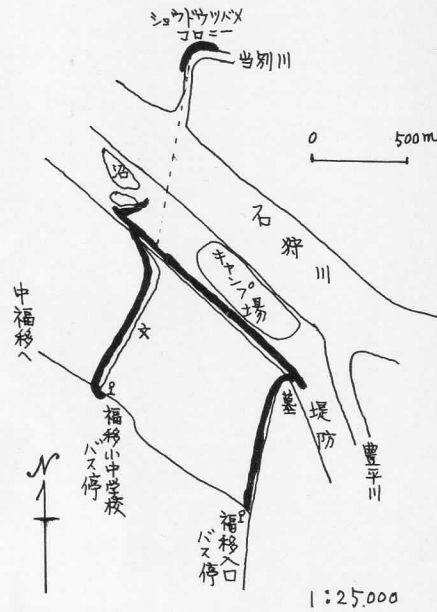 ショウドウツバメ
コロニー
当別川
0 500m
沼
石狩川
キャンプ場
中福移へ
文
墓
堤防
豊平川
福移小中学校
バス停
福移入口
バス停
N
1:25.000